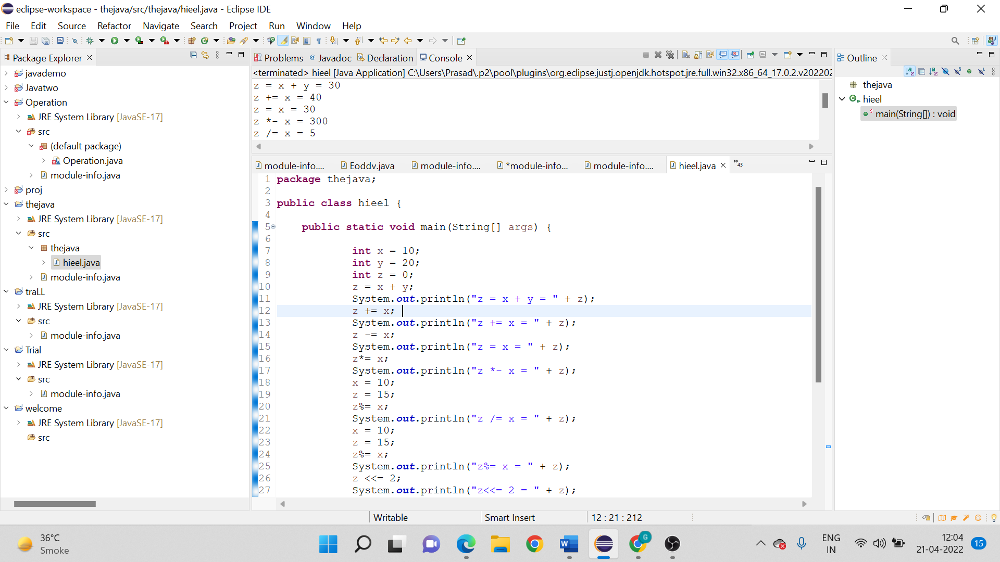 eclipse-workspace - thejava/src/thejava/hieel.java - Eclipse IDE
File Edit Source Refactor Navigate Search Project Run Window Help
Package Explorer
javademo
Javatwo
Operation
JRE System Library [JavaSE-17]
src
(default package)
Operation.java
module-info.java
proj
thejava
JRE System Library [JavaSE-17]
src
thejava
hieel.java
module-info.java
traLL
JRE System Library [JavaSE-17]
src
module-info.java
Trial
JRE System Library [JavaSE-17]
src
module-info.java
welcome
JRE System Library [JavaSE-17]
src
Problems @ Javadoc Declaration Console
<terminated> hieel [Java Application] C:\Users\Prasad\.p2\pool\plugins\org.eclipse.justj.openjdk.hotspot.jre.full.win32.x86_64_17.0.2.v202202
z = x + y = 30
z += x = 40
z = x = 30
z *- x = 300
z /= x = 5
module-info.... Eoddv.java module-info.... *module-info... module-info.... hieel.java »43
1 package thejava;
2
3 public class hieel {
4
5 public static void main(String[] args) {
6
7 int x = 10;
8 int y = 20;
9 int z = 0;
10 z = x + y;
11 System.out.println("z = x + y = " + z);
12 z += x;
13 System.out.println("z += x = " + z);
14 z -= x;
15 System.out.println("z = x = " + z);
16 z*= x;
17 System.out.println("z *- x = " + z);
18 x = 10;
19 z = 15;
20 z%= x;
21 System.out.println("z /= x = " + z);
22 x = 10;
23 z = 15;
24 z%= x;
25 System.out.println("z%= x = " + z);
26 z <<= 2;
27 System.out.println("z<<= 2 = " + z);
Outline
thejava
hieel
main(String[]) : void
Writable Smart Insert 12 : 21 : 212
36°C
Smoke
G
ENG
IN
12:04
21-04-2022
15